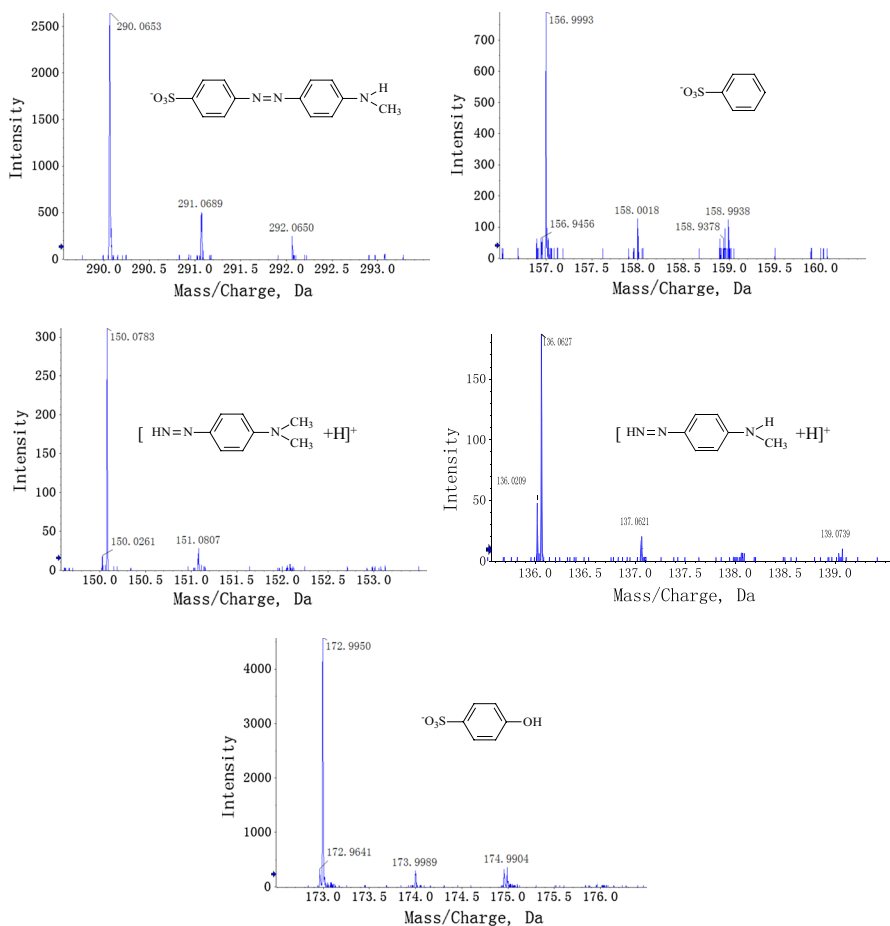 290.0653
⁻O₃S N=N N H CH₃
291.0689
292.0650
Intensity
2500
2000
1500
1000
500
0
290.0 290.5 291.0 291.5 292.0 292.5 293.0
Mass/Charge, Da
156.9993
⁻O₃S
156.9456
158.0018
158.9378
158.9938
Intensity
700
600
500
400
300
200
100
0
157.0 157.5 158.0 158.5 159.0 159.5 160.0
Mass/Charge, Da
150.0783
[ HN=N N CH₃ CH₃ +H]⁺
150.0261
151.0807
Intensity
300
250
200
150
100
50
0
150.0 150.5 151.0 151.5 152.0 152.5 153.0
Mass/Charge, Da
136.0627
[ HN=N N H CH₃ +H]⁺
136.0209
137.0621
139.0739
Intensity
150
100
50
0
136.0 136.5 137.0 137.5 138.0 138.5 139.0
Mass/Charge, Da
172.9950
⁻O₃S OH
172.9641
173.9989
174.9904
Intensity
4000
3000
2000
1000
0
173.0 173.5 174.0 174.5 175.0 175.5 176.0
Mass/Charge, Da